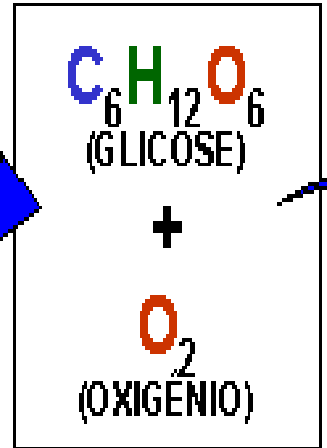 C6H12O6
(GLICOSE)
+
O2
(OXIGÊNIO)